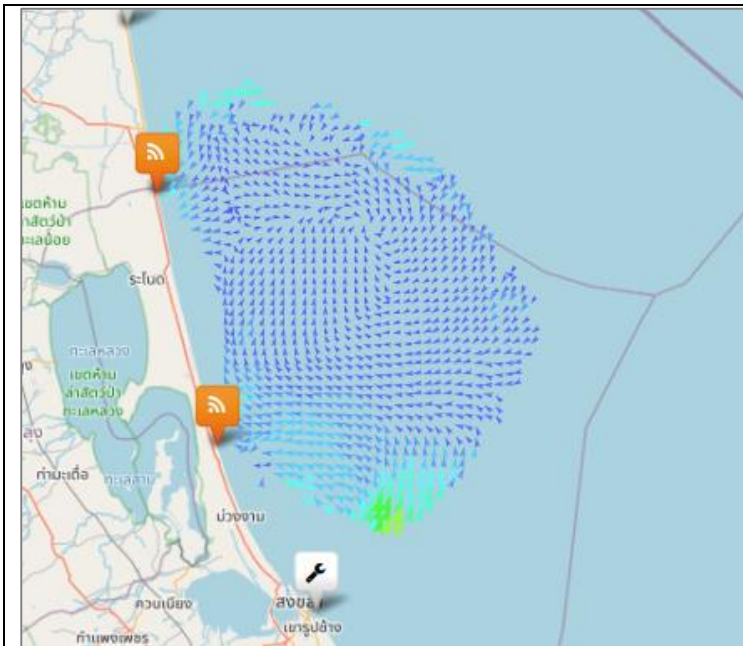 เขตห้าม
ล่าสัตว์ป่า
ทะเลน้อย
ระโนด
ทะเลหลวง
เขตห้าม
ล่าสัตว์ป่า
ทะเลหลวง
ท่ามะเดื่อ
ทะเลสาบ
ม่วงงาม
ควนเนียง
สงขลา
เขารูปช้าง
กำแพงเพชร